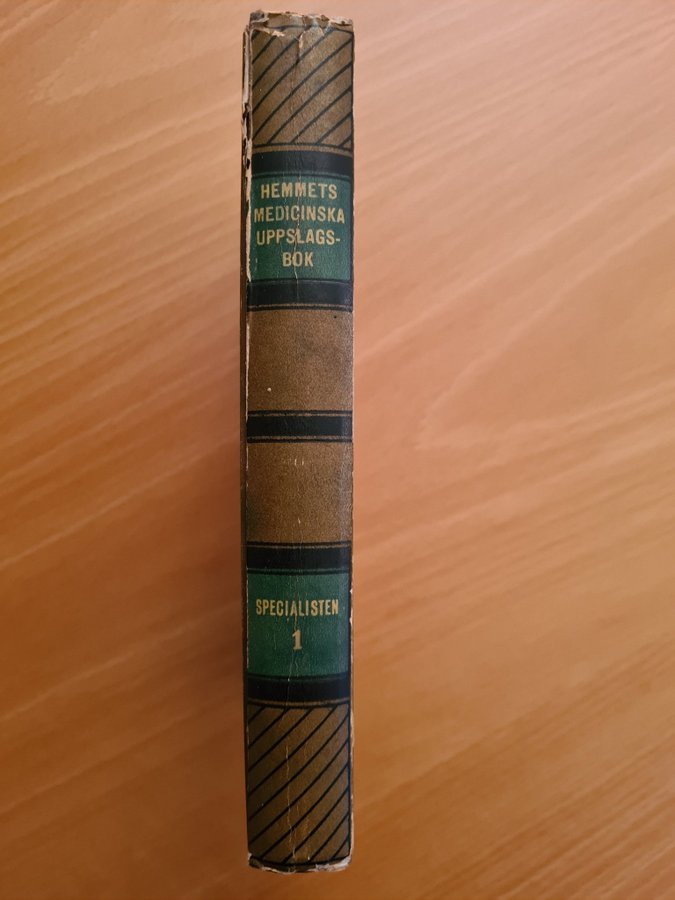 HEMMETS
MEDICINSKA
UPPSLAGS-
BOK
SPECIALISTEN
1